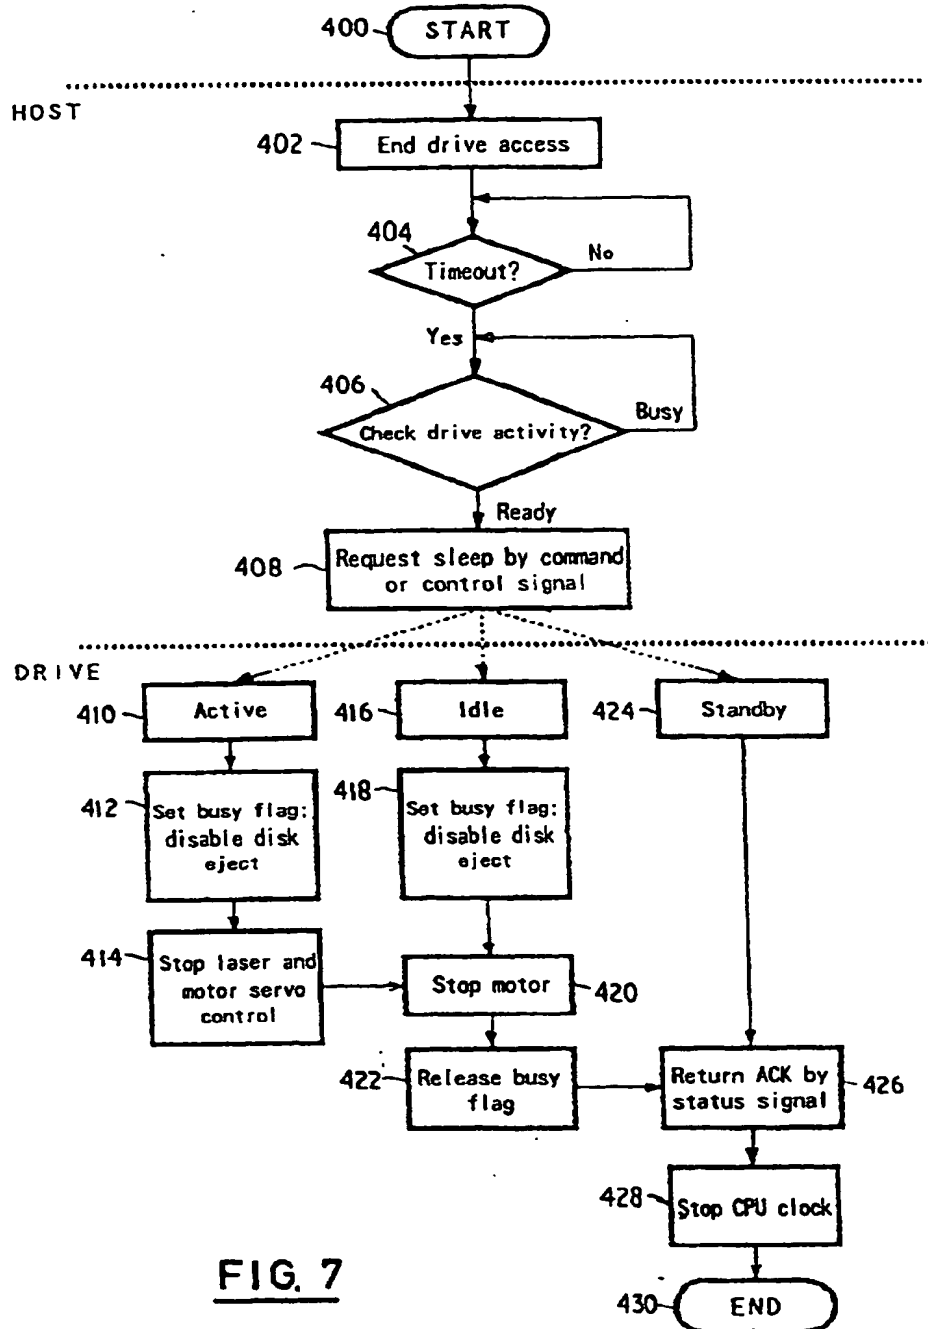 400
START
HOST
402
End drive access
404
Timeout?
No
Yes
406
Check drive activity?
Busy
Ready
408
Request sleep by command
or control signal
DRIVE
410
Active
416
Idle
424
Standby
412
Set busy flag:
disable disk
eject
418
Set busy flag:
disable disk
eject
414
Stop laser and
motor servo
control
Stop motor
420
422
Release busy
flag
Return ACK by
status signal
426
428
Stop CPU clock
430
END
FIG. 7